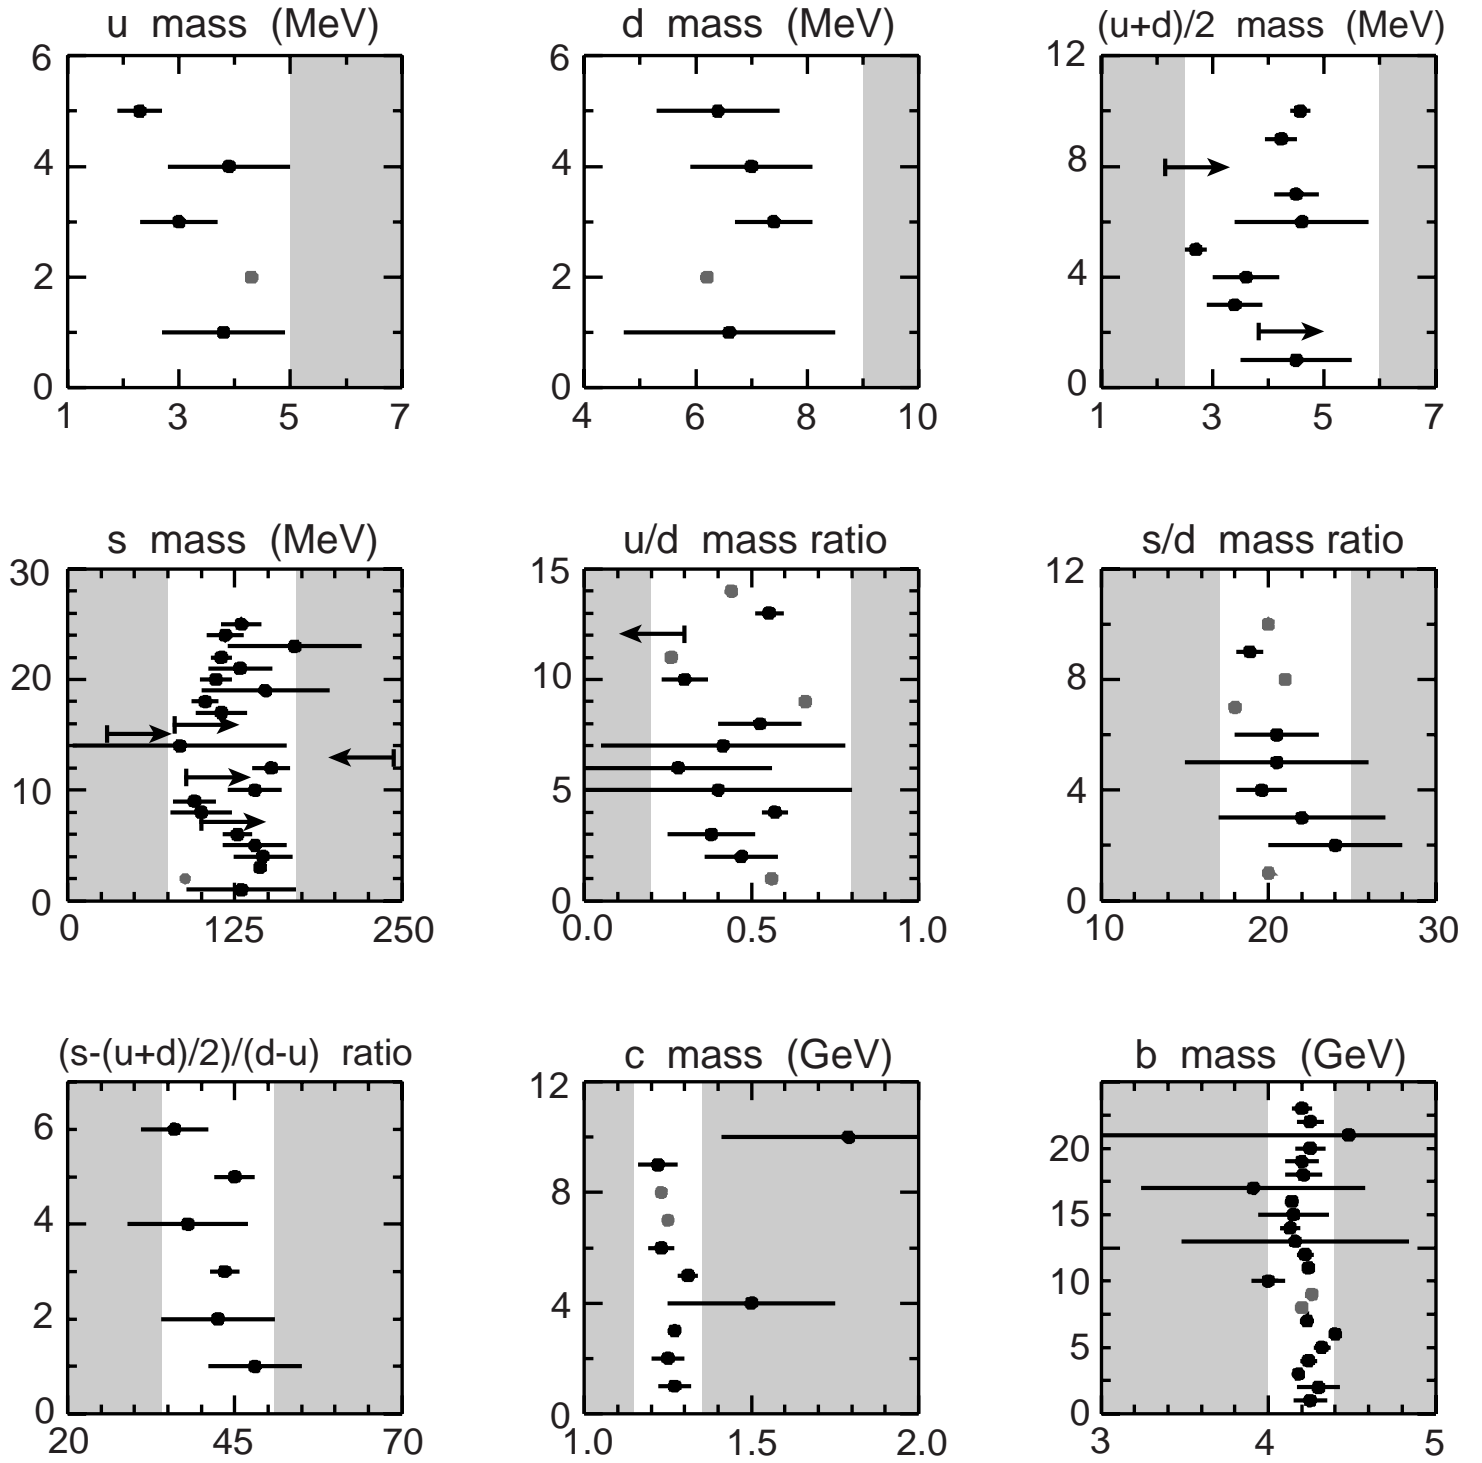 u mass (MeV)
6
4
2
0
1 3 5 7
d mass (MeV)
6
4
2
0
4 6 8 10
(u+d)/2 mass (MeV)
12
8
4
0
1 3 5 7
s mass (MeV)
30
20
10
0
0 125 250
u/d mass ratio
15
10
5
0
0.0 0.5 1.0
s/d mass ratio
12
8
4
0
10 20 30
(s-(u+d)/2)/(d-u) ratio
6
4
2
0
20 45 70
c mass (GeV)
12
8
4
0
1.0 1.5 2.0
b mass (GeV)
20
15
10
5
0
3 4 5